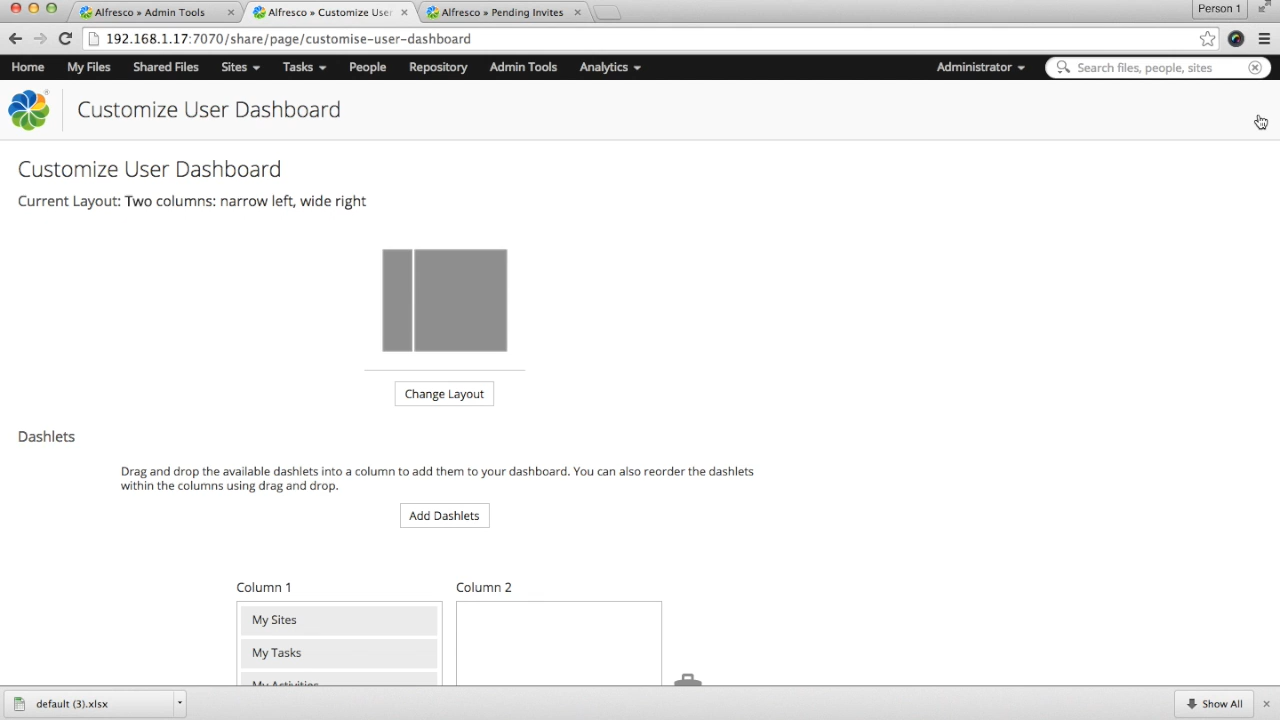 Alfresco » Admin Tools
Alfresco » Customize User
Alfresco » Pending Invites
Person 1
192.168.1.17:7070/share/page/customise-user-dashboard
Home My Files Shared Files Sites Tasks People Repository Admin Tools Analytics Administrator Search files, people, sites
Customize User Dashboard
Customize User Dashboard
Current Layout: Two columns: narrow left, wide right
Change Layout
Dashlets
Drag and drop the available dashlets into a column to add them to your dashboard. You can also reorder the dashlets
within the columns using drag and drop.
Add Dashlets
Column 1 Column 2
My Sites
My Tasks
My Activities
default (3).xlsx
Show All